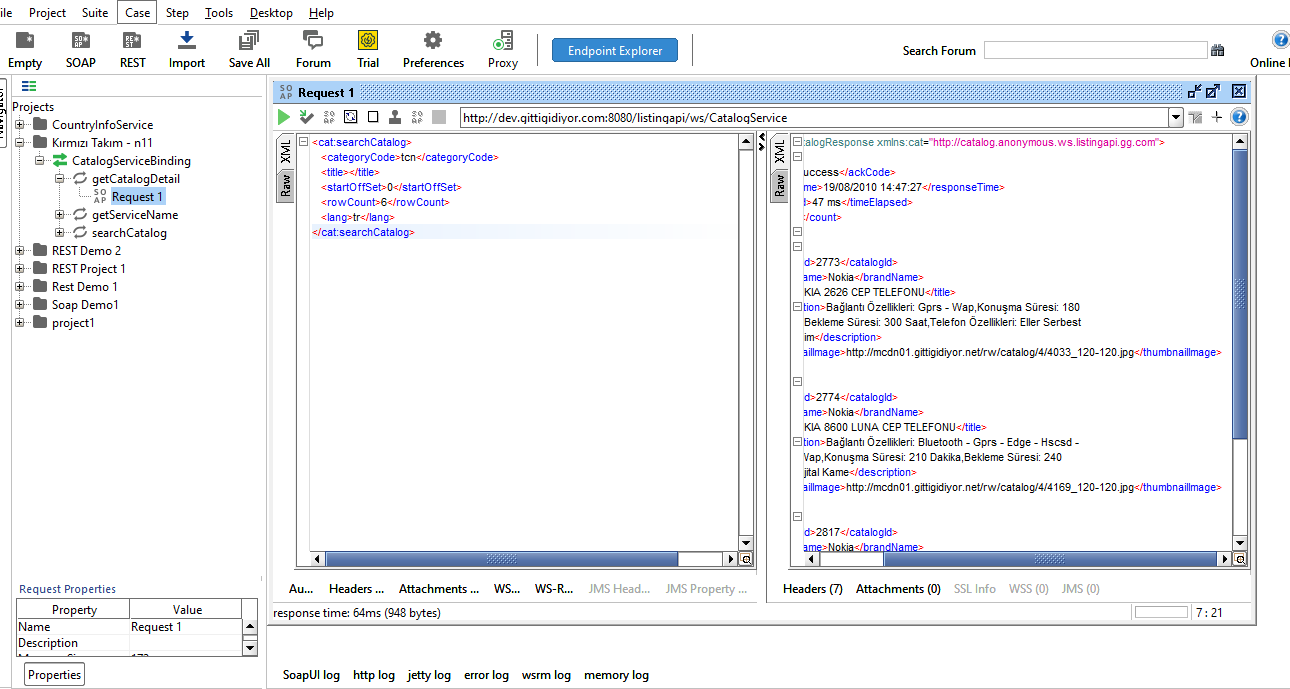 ile Project Suite Case Step Tools Desktop Help
Empty SOAP REST Import Save All Forum Trial Preferences Proxy
Endpoint Explorer
Search Forum
Online
Navigator
Projects
CountryInfoService
Kırmızı Takım - n11
CatalogServiceBinding
getCatalogDetail
SO AP Request 1
getServiceName
searchCatalog
REST Demo 2
REST Project 1
Rest Demo 1
Soap Demo1
project1
Request Properties
Property Value
Name Request 1
Description
Properties
SO AP Request 1
http://dev.gittigidiyor.com:8080/listingapi/ws/CatalogService
XML
Raw
<cat:searchCatalog>
<categoryCode>tcn</categoryCode>
<title></title>
<startOffSet>0</startOffSet>
<rowCount>6</rowCount>
<lang>tr</lang>
</cat:searchCatalog>
XML
Raw
:alogResponse xmlns:cat="http://catalog.anonymous.ws.listingapi.gg.com">
uccess</ackCode>
me>19/08/2010 14:47:27</responseTime>
d>47 ms</timeElapsed>
</count>
d>2773</catalogId>
ame>Nokia</brandName>
KIA 2626 CEP TELEFONU</title>
tion>Bağlantı Özellikleri: Gprs - Wap,Konuşma Süresi: 180
Bekleme Süresi: 300 Saat,Telefon Özellikleri: Eller Serbest
im</description>
ailImage>http://mcdn01.gittigidiyor.net/rw/catalog/4/4033_120-120.jpg</thumbnailImage>
d>2774</catalogId>
ame>Nokia</brandName>
KIA 8600 LUNA CEP TELEFONU</title>
tion>Bağlantı Özellikleri: Bluetooth - Gprs - Edge - Hscsd -
Wap,Konuşma Süresi: 210 Dakika,Bekleme Süresi: 240
ijital Kame</description>
ailImage>http://mcdn01.gittigidiyor.net/rw/catalog/4/4169_120-120.jpg</thumbnailImage>
d>2817</catalogId>
ame>Nokia</brandName>
Au... Headers ... Attachments ... WS... WS-R... JMS Head... JMS Property ...
Headers (7) Attachments (0) SSL Info WSS (0) JMS (0)
response time: 64ms (948 bytes)
7 : 21
SoapUI log http log jetty log error log wsrm log memory log